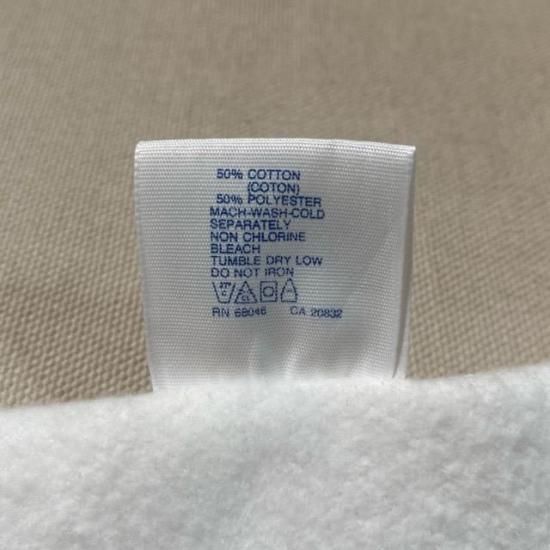 50% COTTON
(COTON)
50% POLYESTER
MACH-WASH-COLD
SEPARATELY
NON CHLORINE
BLEACH
TUMBLE DRY LOW
DO NOT IRON
RN 68046 CA 20832